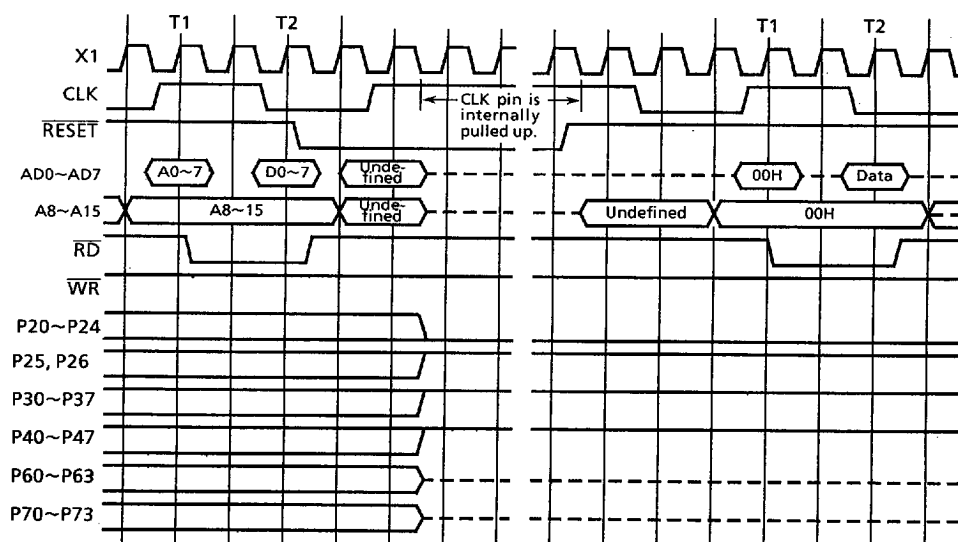 T1 T2 T1 T2
X1
CLK
CLK pin is
internally
pulled up.
RESET
AD0~AD7 A0~7 D0~7 Unde-
fined 00H Data
A8~A15 A8~15 Unde-
fined Undefined 00H
RD
WR
P20~P24
P25, P26
P30~P37
P40~P47
P60~P63
P70~P73